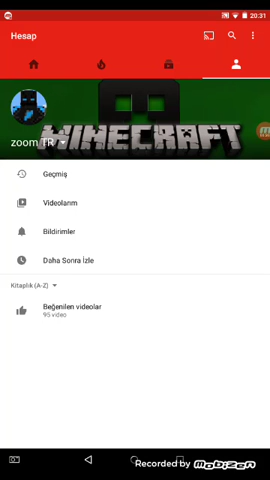 20:31
Hesap
MINECRAFT
zoom TR
Geçmiş
Videolarım
Bildirimler
Daha Sonra İzle
Kitaplık (A-Z)
Beğenilen videolar
95 video
Recorded by mobizen